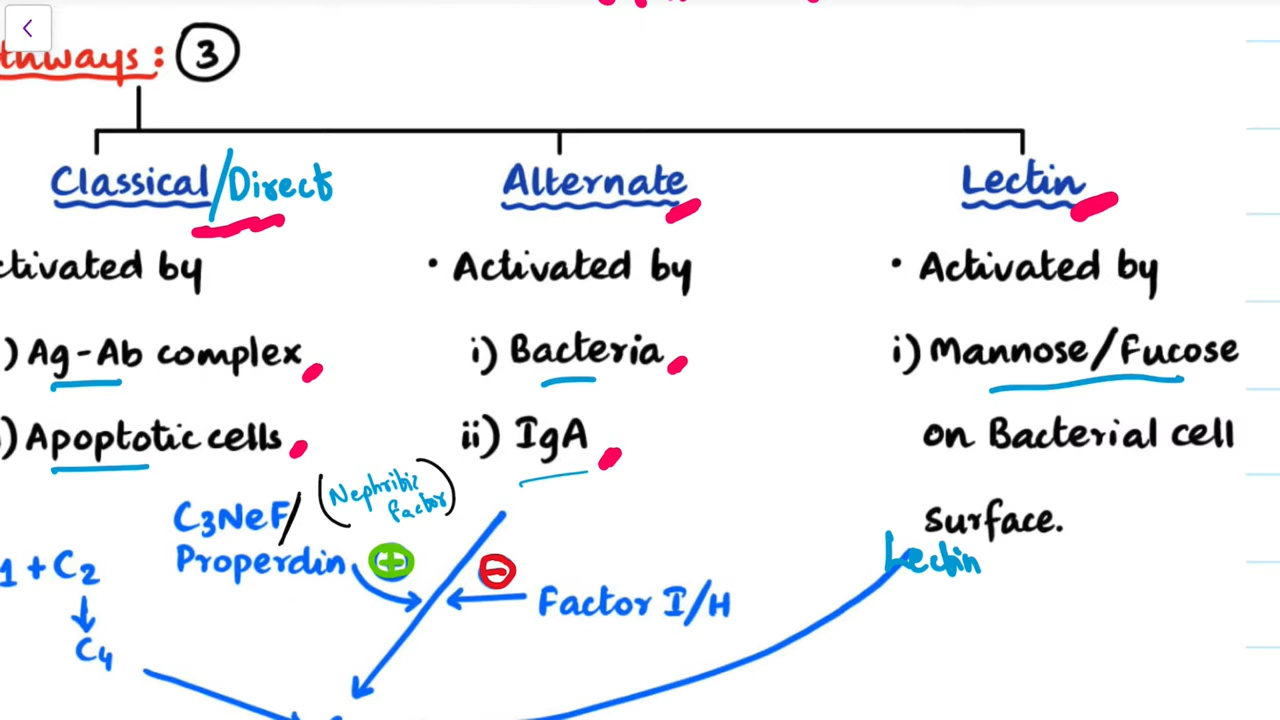 thways: 3
Classical/Direct
Alternate
Lectin
ctivated by
• Activated by
• Activated by
) Ag-Ab complex
i) Bacteria
i) Mannose/Fucose
) Apoptotic cells
ii) IgA
on Bacterial cell
surface.
C3NeF/
(Nephritic
factor)
Properdin
+
-
Factor I/H
Lectin
1 + C2
C4